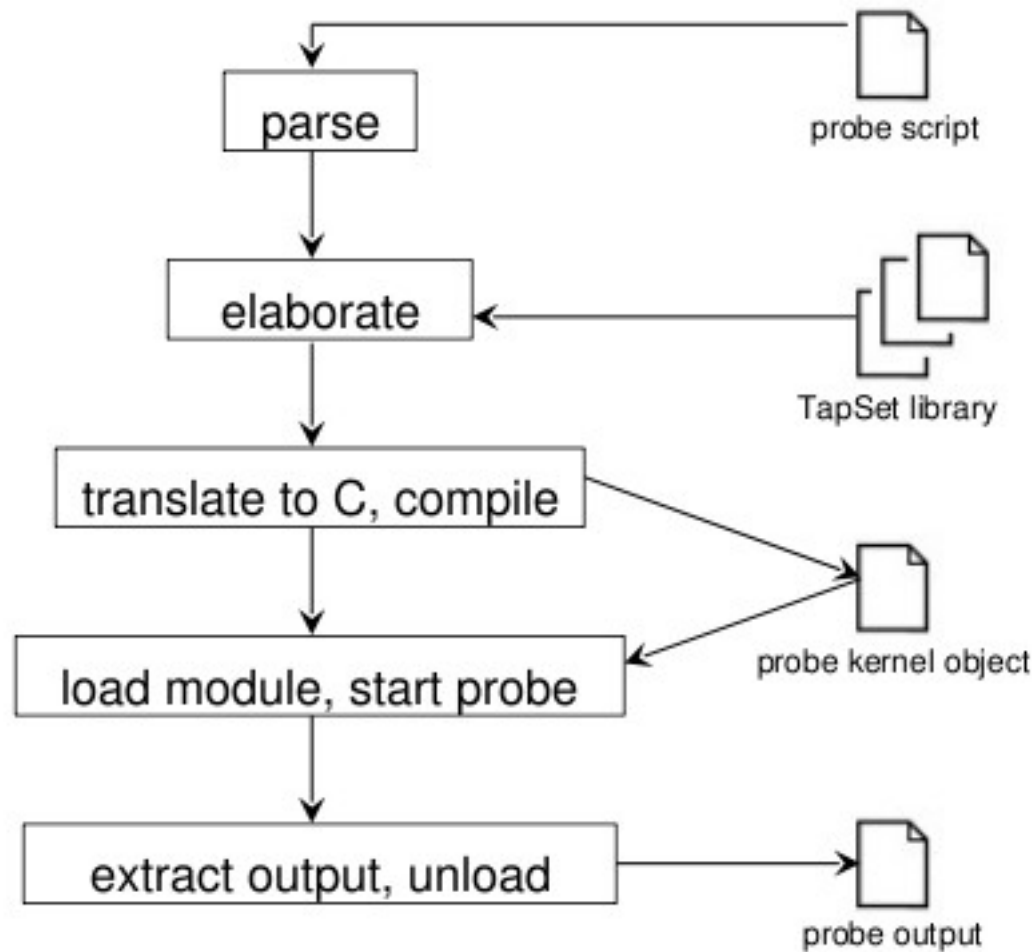 parse
probe script
elaborate
TapSet library
translate to C, compile
probe kernel object
load module, start probe
extract output, unload
probe output